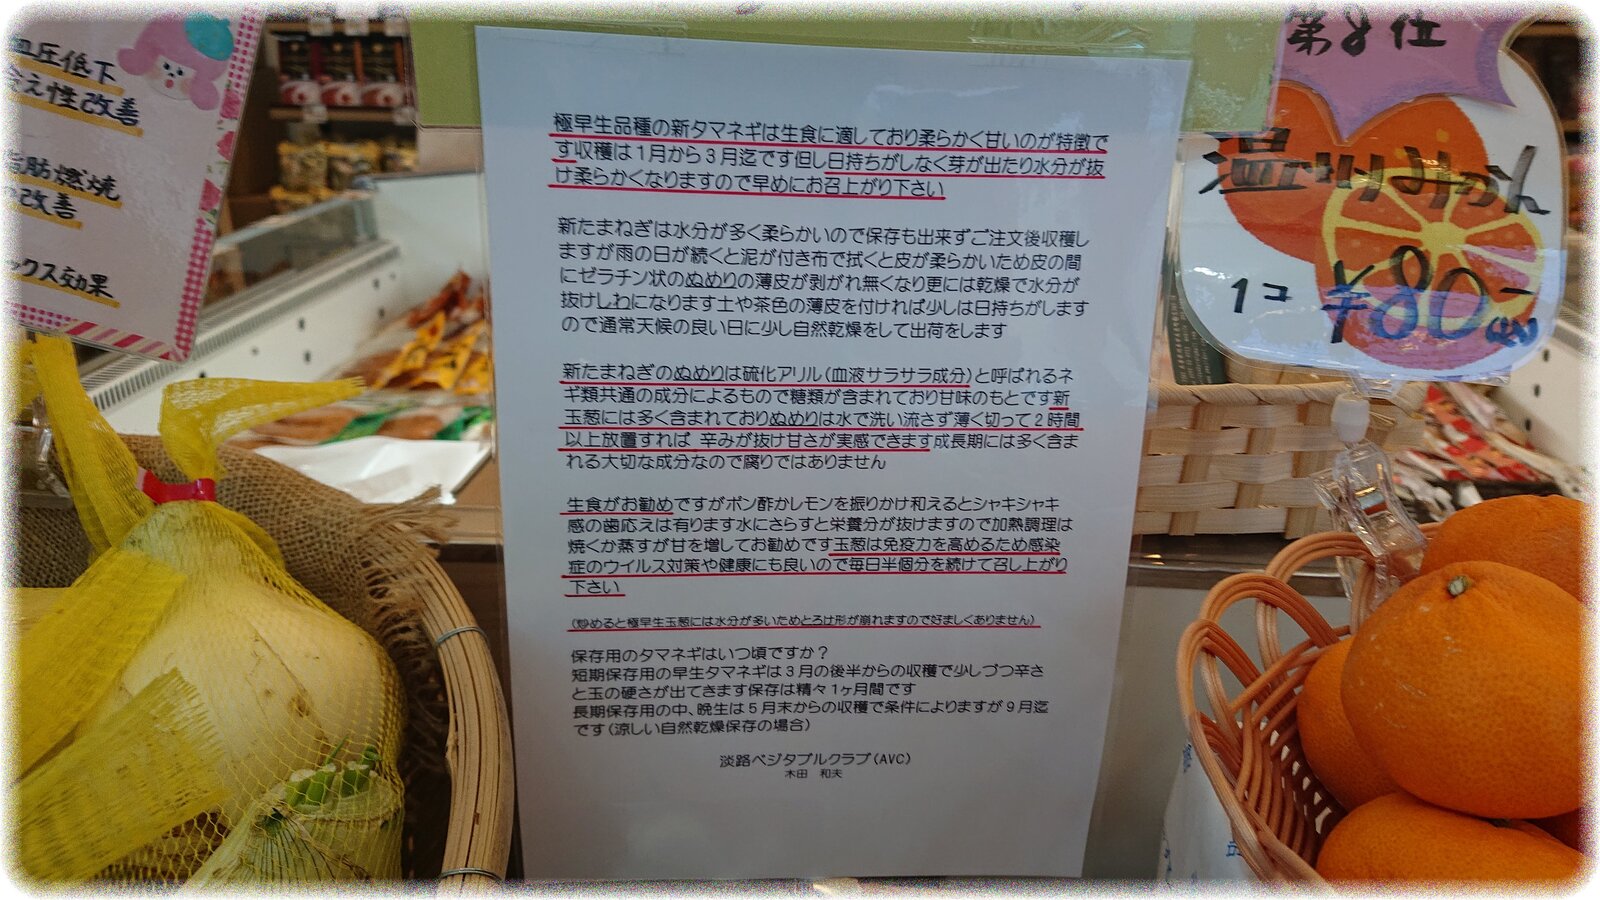 血圧低下
冷え性改善
脂肪燃焼
改善
ックス効果
極早生品種の新タマネギは生食に適しており柔らかく甘いのが特徴で
す収穫は1月から3月迄です但し日持ちがしなく芽が出たり水分が抜
け柔らかくなりますので早めにお召上がり下さい
新たまねぎは水分が多く柔らかいので保存も出来ずご注文後収穫し
ますが雨の日が続くと泥が付き布で拭くと皮が柔らかいため皮の間
にゼラチン状のぬめりの薄皮が剥がれ無くなり更には乾燥で水分が
抜けしわになります土や茶色の薄皮を付ければ少しは日持ちがします
ので通常天候の良い日に少し自然乾燥をして出荷をします
新たまねぎのぬめりは硫化アリル(血液サラサラ成分)と呼ばれるネ
ギ類共通の成分によるもので糖類が含まれており甘味のもとです新
玉葱には多く含まれておりぬめりは水で洗い流さず薄く切って2時間
以上放置すれば 辛みが抜け甘さが実感できます成長期には多く含ま
れる大切な成分なので腐りではありません
生食がお勧めですがポン酢かレモンを振りかけ和えるとシャキシャキ
感の歯応えは有ります水にさらすと栄養分が抜けますので加熱調理は
焼くか蒸すが甘を増してお勧めです玉葱は免疫力を高めるため感染
症のウイルス対策や健康にも良いので毎日半個分を続けて召し上がり
下さい
(炒めると極早生玉葱には水分が多いためとろけ形が崩れますので好ましくありません)
保存用のタマネギはいつ頃ですか?
短期保存用の早生タマネギは3月の後半からの収穫で少しづつ辛さ
と玉の硬さが出てきます保存は精々1ヶ月間です
長期保存用の中、晩生は5月末からの収穫で条件によりますが9月迄
です(涼しい自然乾燥保存の場合)
淡路ベジタブルクラブ(AVC)
木田 和夫
第8位
温州みかん
1コ ¥80-